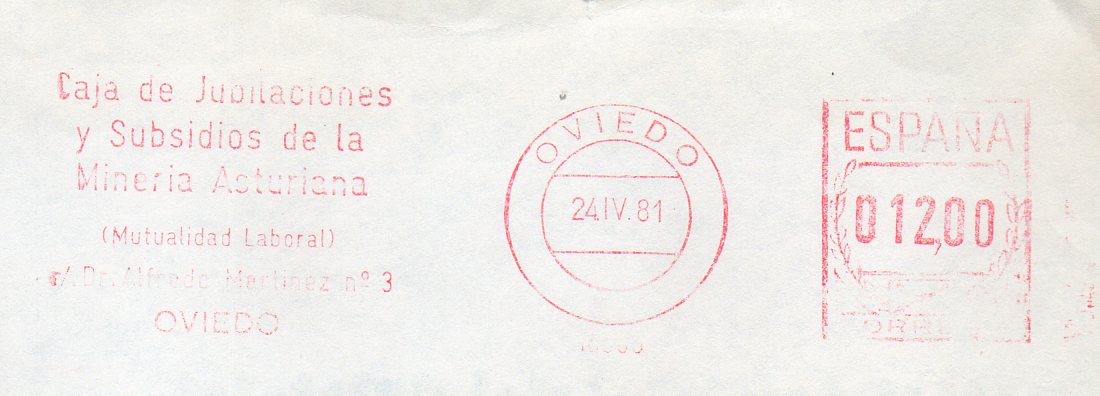 Caja de Jubilaciones
y Subsidios de la
Mineria Asturiana
(Mutualidad Laboral)
c/. Dr. Alfredo Martinez nº 3
OVIEDO
OVIEDO
24.IV.81
ESPAÑA
012,00